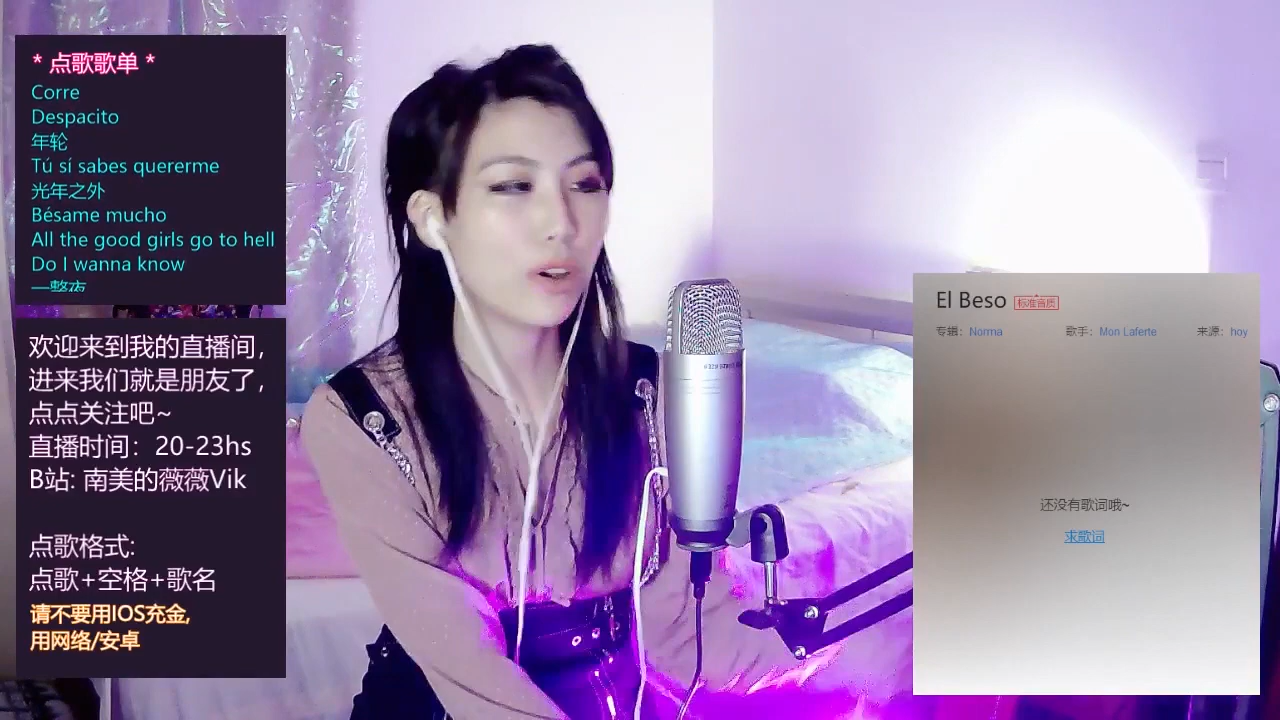 * 点歌歌单 *
Corre
Despacito
年轮
Tú sí sabes quererme
光年之外
Bésame mucho
All the good girls go to hell
Do I wanna know
一整夜
欢迎来到我的直播间，
进来我们就是朋友了，
点点关注吧~
直播时间：20-23hs
B站: 南美的薇薇Vik
点歌格式:
点歌+空格+歌名
请不要用IOS充金,
用网络/安卓
El Beso 标准音质
专辑：Norma 歌手：Mon Laferte 来源：hoy
还没有歌词哦~
求歌词